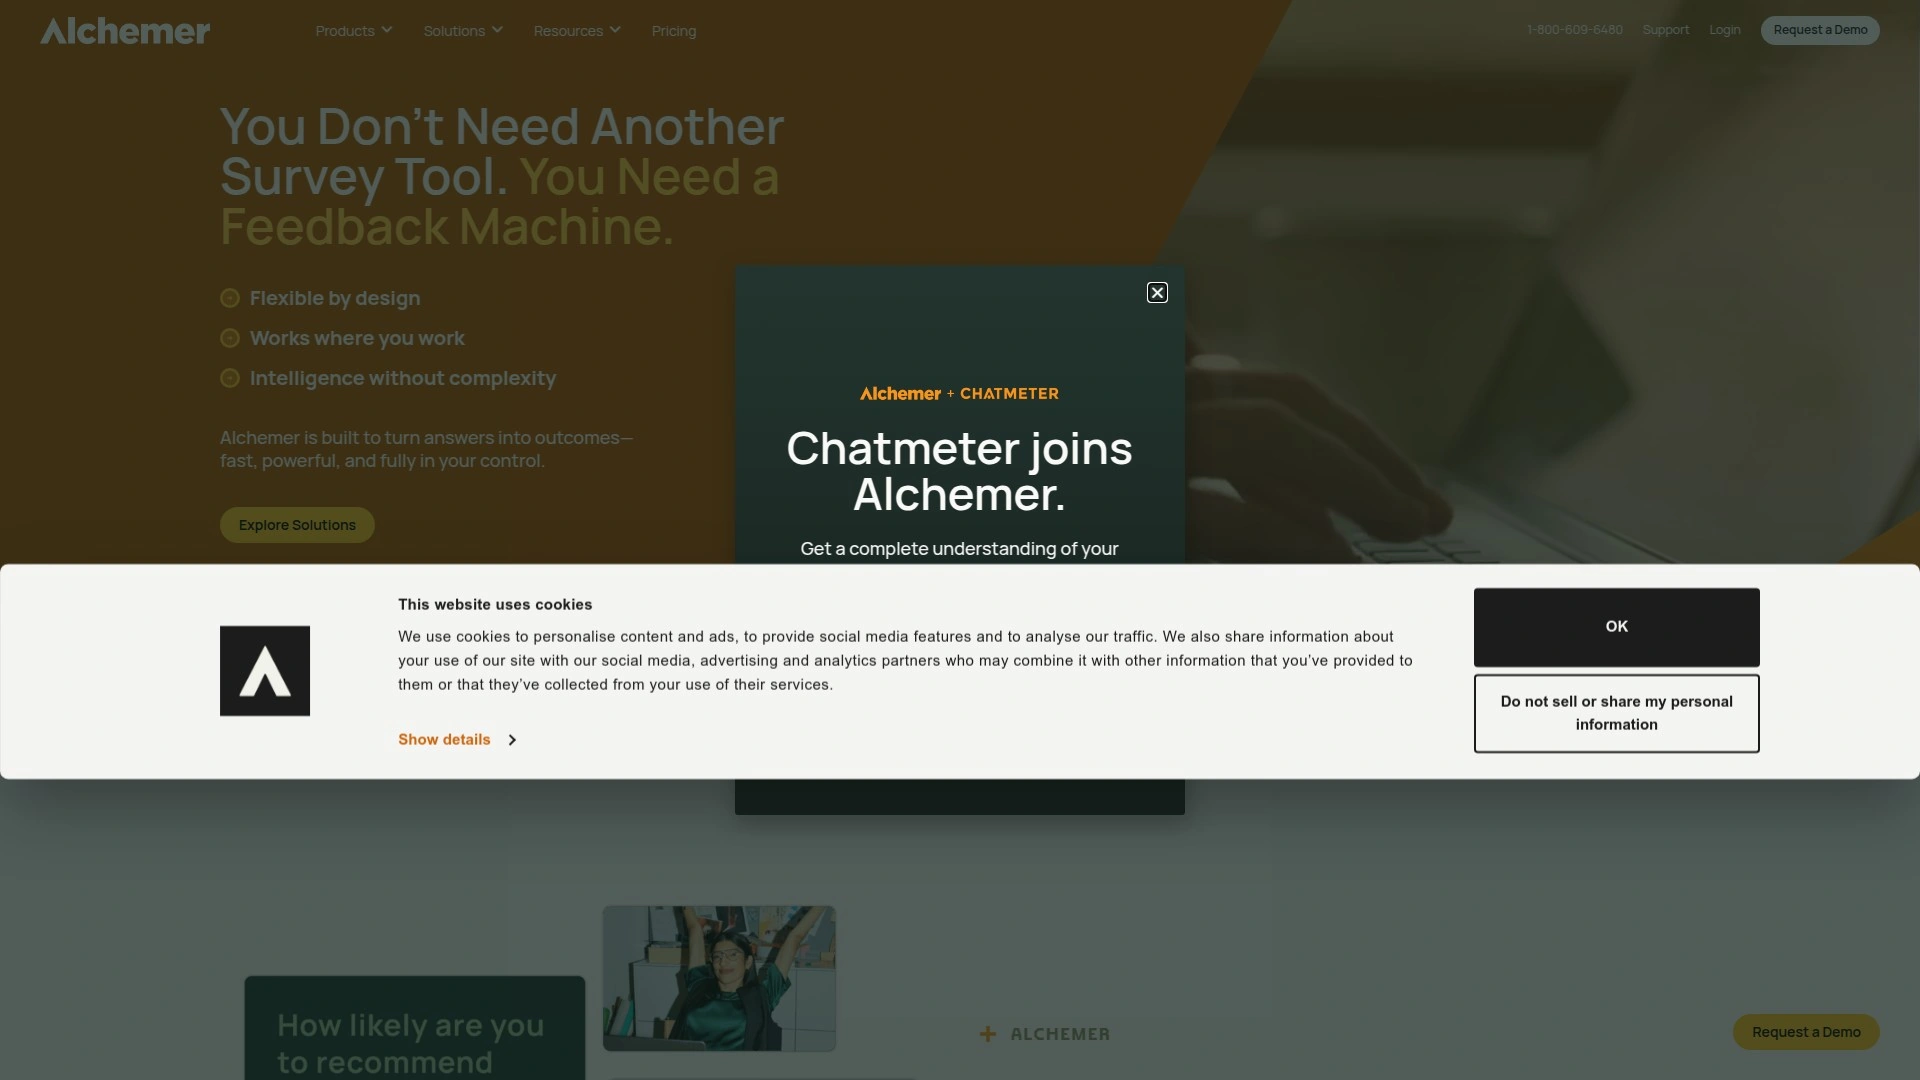 Alchemer
Products
Solutions
Resources
Pricing
1-800-609-6480
Support
Login
Request a Demo
You Don’t Need Another
Survey Tool. You Need a
Feedback Machine.
Flexible by design
Works where you work
Intelligence without complexity
Alchemer is built to turn answers into outcomes—
fast, powerful, and fully in your control.
Explore Solutions
Alchemer + CHATMETER
Chatmeter joins
Alchemer.
Get a complete understanding of your
This website uses cookies
We use cookies to personalise content and ads, to provide social media features and to analyse our traffic. We also share information about
your use of our site with our social media, advertising and analytics partners who may combine it with other information that you’ve provided to
them or that they’ve collected from your use of their services.
Show details
OK
Do not sell or share my personal
information
How likely are you
to recommend
ALCHEMER
Request a Demo